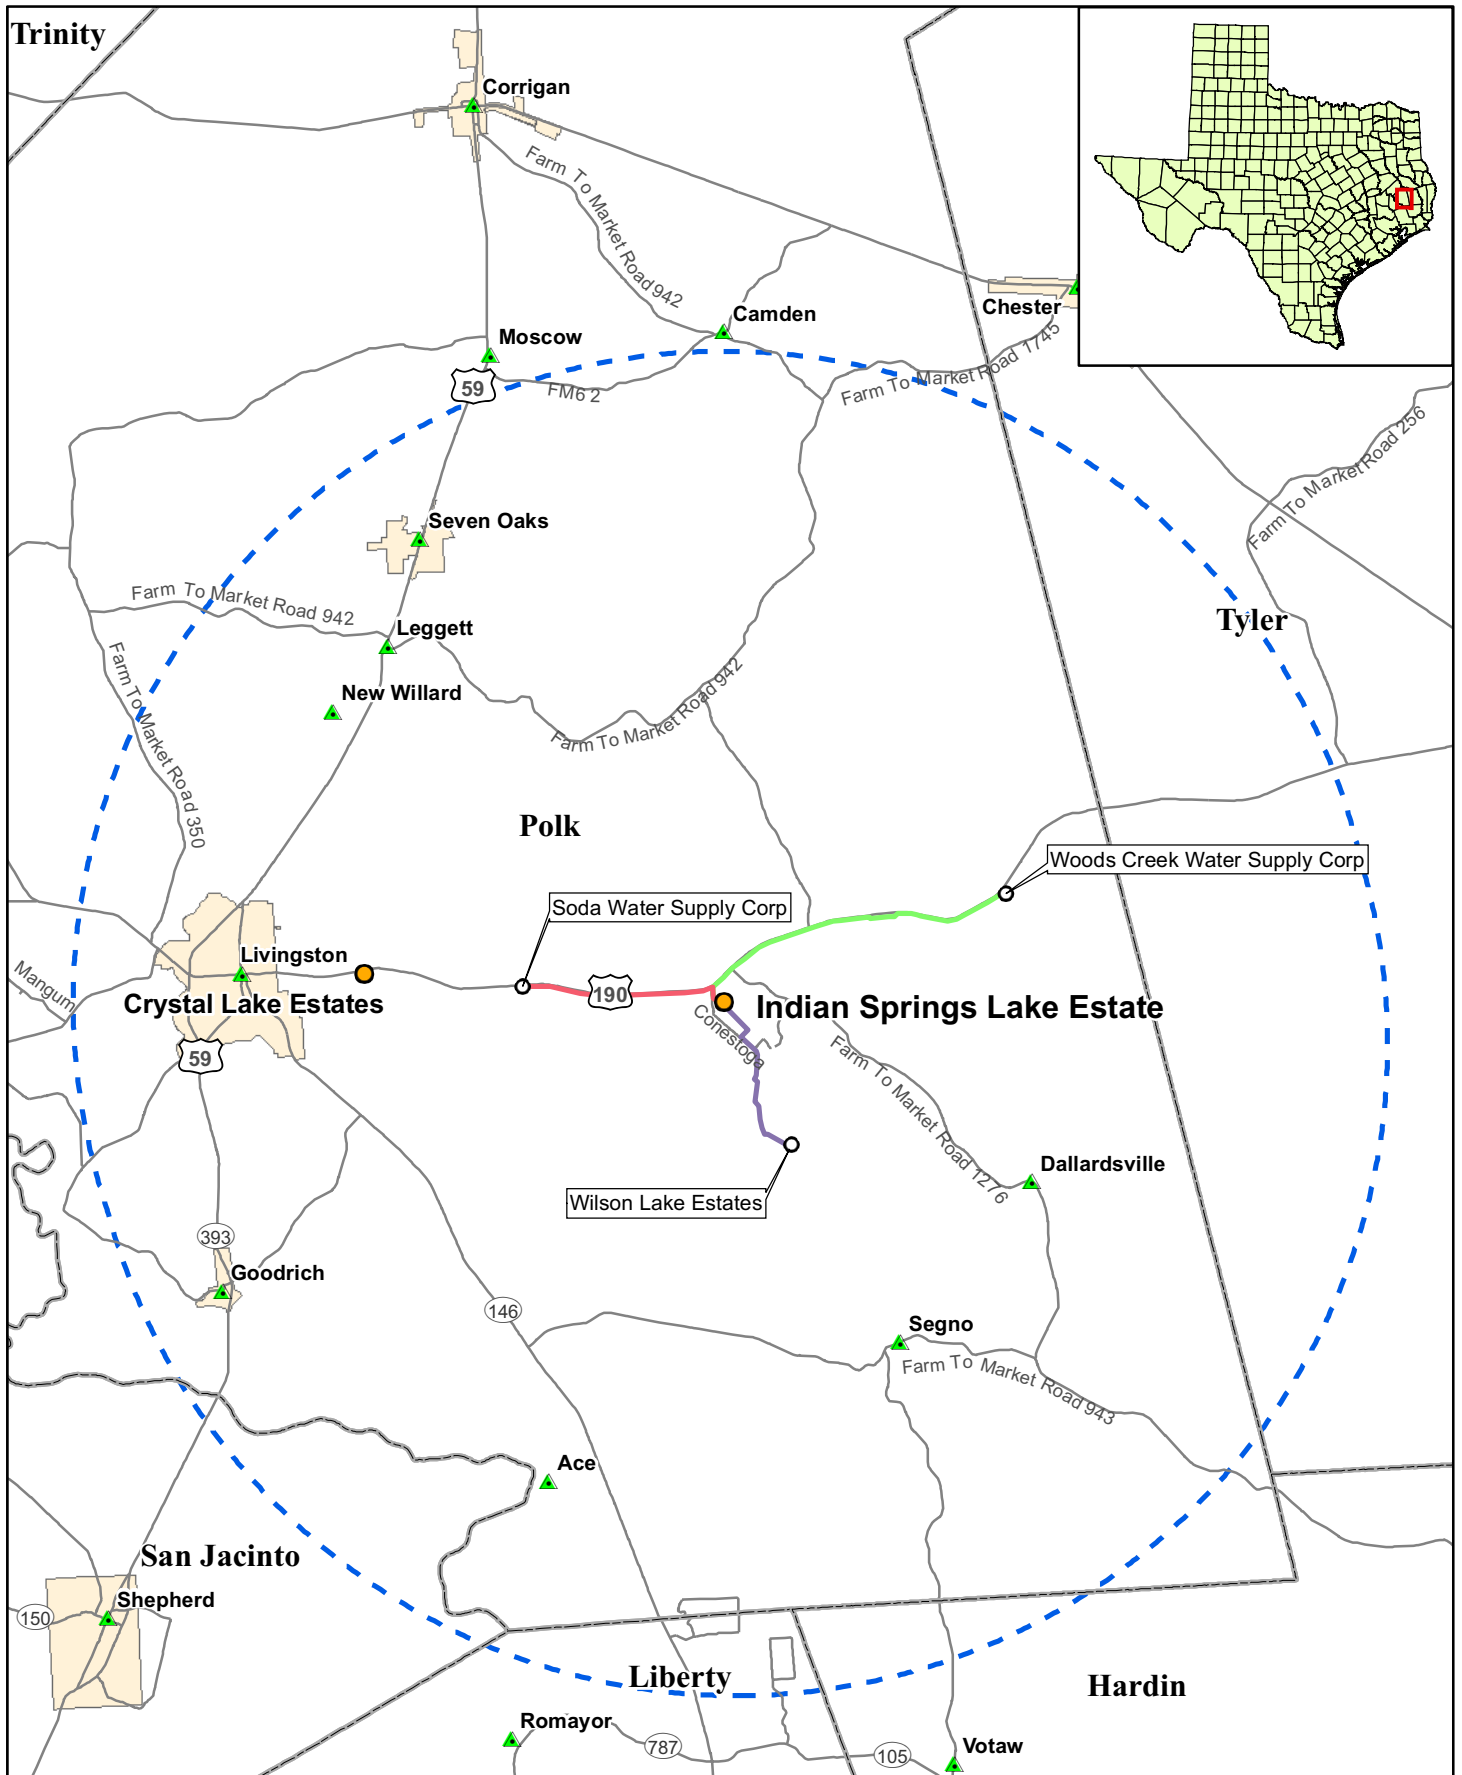 Trinity
Corrigan
Farm To Market Road 942
Camden
Chester
Moscow
59
FM62
Farm To Market Road 1745
Farm To Market Road 256
Seven Oaks
Farm To Market Road 942
Leggett
Tyler
New Willard
Farm To Market Road 350
Farm To Market Road 942
Polk
Woods Creek Water Supply Corp
Soda Water Supply Corp
Livingston
Mangum
Crystal Lake Estates
190
Indian Springs Lake Estate
Conestoga
59
Farm To Market Road 1276
Dallardsville
Wilson Lake Estates
393
Goodrich
146
Segno
Farm To Market Road 943
Ace
San Jacinto
Shepherd
150
Liberty
Hardin
Romayor
787
105
Votaw